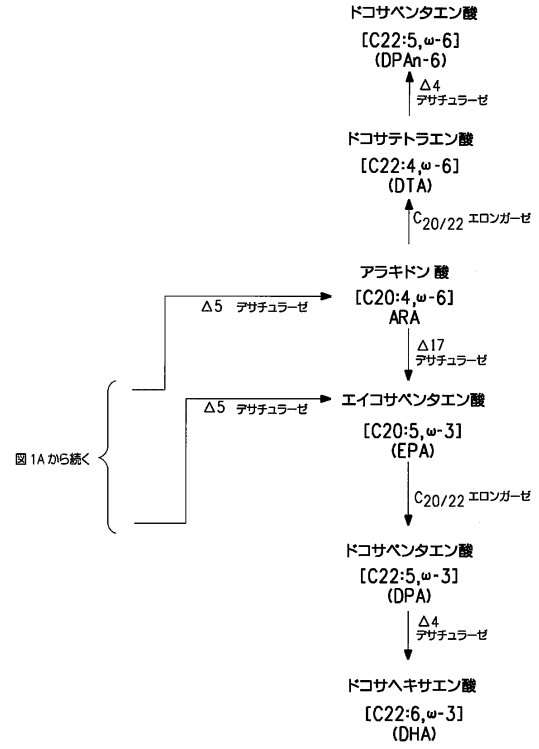 ドコサペンタエン酸
[C22:5,ω-6]
(DPAn-6)
Δ4
デサチュラーゼ
ドコサテトラエン酸
[C22:4,ω-6]
(DTA)
C20/22 エロンガーゼ
アラキドン酸
[C20:4,ω-6]
ARA
Δ5 デサチュラーゼ
Δ17
デサチュラーゼ
エイコサペンタエン酸
[C20:5,ω-3]
(EPA)
Δ5 デサチュラーゼ
図1Aから続く
C20/22 エロンガーゼ
ドコサペンタエン酸
[C22:5,ω-3]
(DPA)
Δ4
デサチュラーゼ
ドコサヘキサエン酸
[C22:6,ω-3]
(DHA)